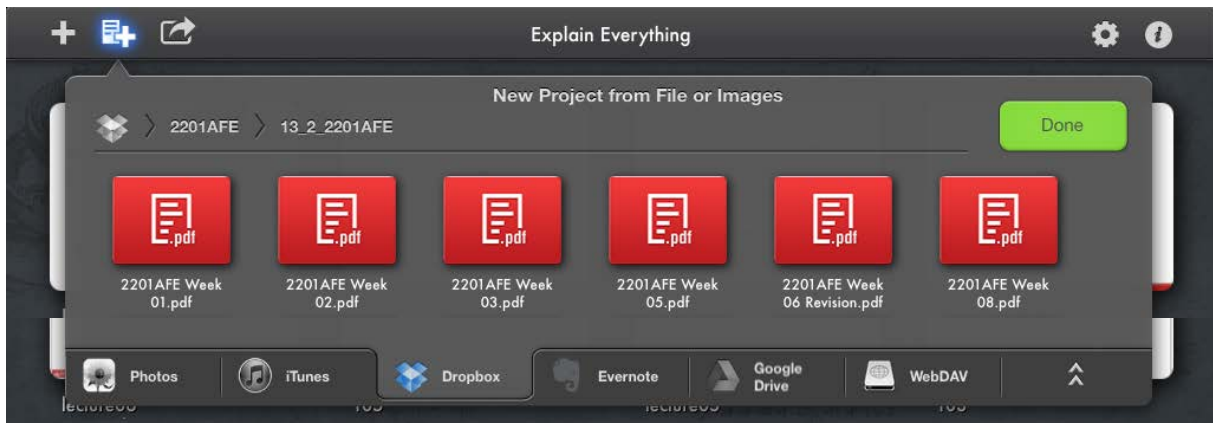 Explain Everything
New Project from File or Images
2201AFE
13_2_2201AFE
Done
.pdf
.pdf
.pdf
.pdf
.pdf
.pdf
2201AFE Week
01.pdf
2201AFE Week
02.pdf
2201AFE Week
03.pdf
2201AFE Week
05.pdf
2201AFE Week
06 Revision.pdf
2201AFE Week
08.pdf
Photos
iTunes
Dropbox
Evernote
Google
Drive
WebDAV